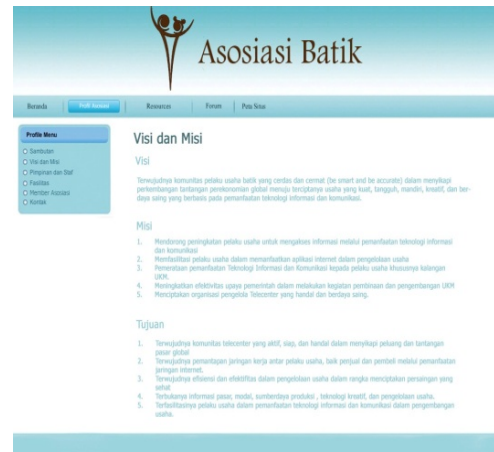 Asosiasi Batik
Beranda
Profil Asosiasi
Resources
Forum
Peta Situs
Profile Menu
Sambutan
Visi dan Misi
Pimpinan dan Staf
Fasilitas
Member Asosiasi
Kontak
Visi dan Misi
Visi
Terwujudnya komunitas pelaku usaha batik yang cerdas dan cermat (be smart and be accurate) dalam menyikapi
perkembangan tantangan perekonomian global menuju terciptanya usaha yang kuat, tangguh, mandiri, kreatif, dan ber-
daya saing yang berbasis pada pemanfaatan teknologi informasi dan komunikasi.
Misi
1. Mendorong peningkatan pelaku usaha untuk mengakses informasi melalui pemanfaatan teknologi informasi
dan komunikasi
2. Memfasilitasi pelaku usaha dalam memanfaatkan aplikasi internet dalam pengelolaan usaha
3. Pemerataan pemanfaatan Teknologi Informasi dan Komunikasi kepada pelaku usaha khususnya kalangan
UKM.
4. Meningkatkan efektivitas upaya pemerintah dalam melakukan kegiatan pembinaan dan pengembangan UKM
5. Menciptakan organisasi pengelola Telecenter yang handal dan berdaya saing.
Tujuan
1. Terwujudnya komunitas telecenter yang aktif, siap, dan handal dalam menyikapi peluang dan tantangan
pasar global
2. Terwujudnya pemantapan jaringan kerja antar pelaku usaha, baik penjual dan pembeli melalui pemanfaatan
jaringan internet.
3. Terwujudnya efisiensi dan efektifitas dalam pengelolaan usaha dalam rangka menciptakan persaingan yang
sehat
4. Terbukanya informasi pasar, modal, sumberdaya produksi , teknologi kreatif, dan pengelolaan usaha.
5. Terfasilitasinya pelaku usaha dalam pemanfaatan teknologi informasi dan komunikasi dalam pengembangan
usaha.